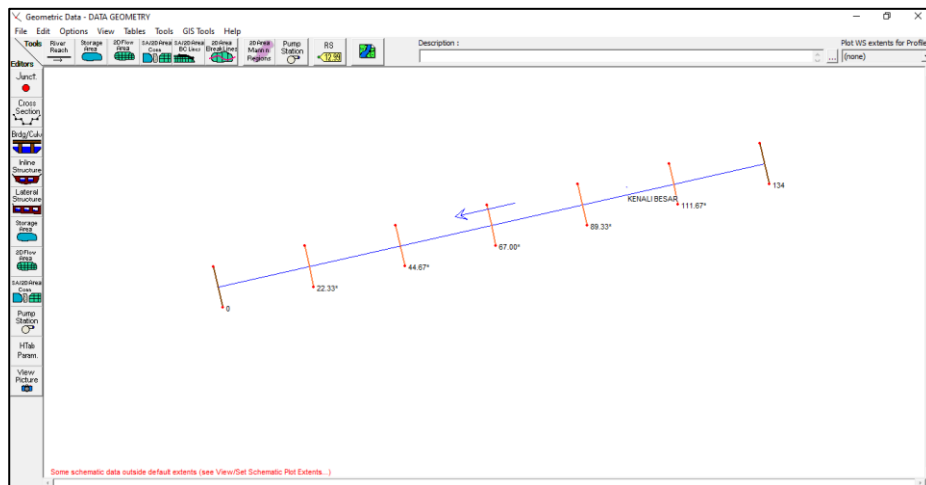 Geometric Data - DATA GEOMETRY
File Edit Options View Tables Tools GIS Tools Help
Tools
River Reach
Storage Area
2D Flow Area
SA/2D Area Conn
SA/2D Area BC Lines
2D Area BreakLines
2D Area Mann n Regions
Pump Station
RS
12.99
Description :
...
Plot WS extents for Profile
(none)
Editors
Junct.
Cross Section
Brdg/Culv
Inline Structure
Lateral Structure
Storage Area
2D Flow Area
SA/2D Area Conn
Pump Station
HTab Param.
View Picture
134
KENALI BESAR
111.67*
89.33*
67.00*
44.67*
22.33*
0
Some schematic data outside default extents (see View/Set Schematic Plot Extents...)